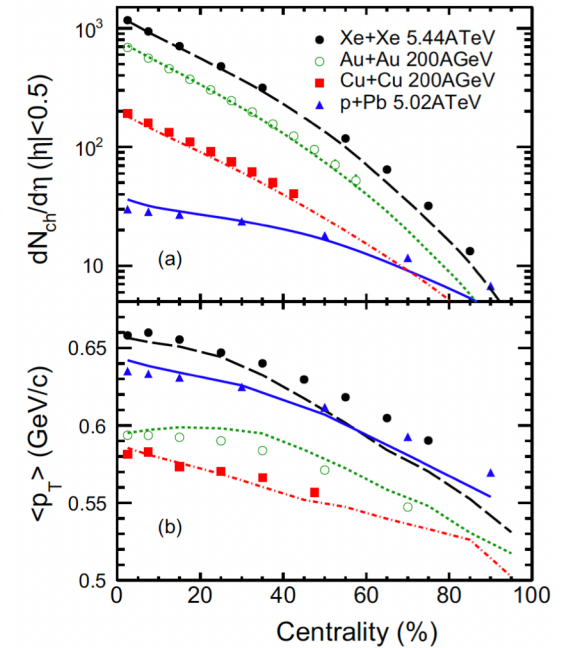 10³
Xe+Xe 5.44ATeV
Au+Au 200AGeV
Cu+Cu 200AGeV
p+Pb 5.02ATeV
10²
10
dN_ch/dη (|η|<0.5)
(a)
0.65
0.6
0.55
0.5
<p_T> (GeV/c)
(b)
0 20 40 60 80 100
Centrality (%)